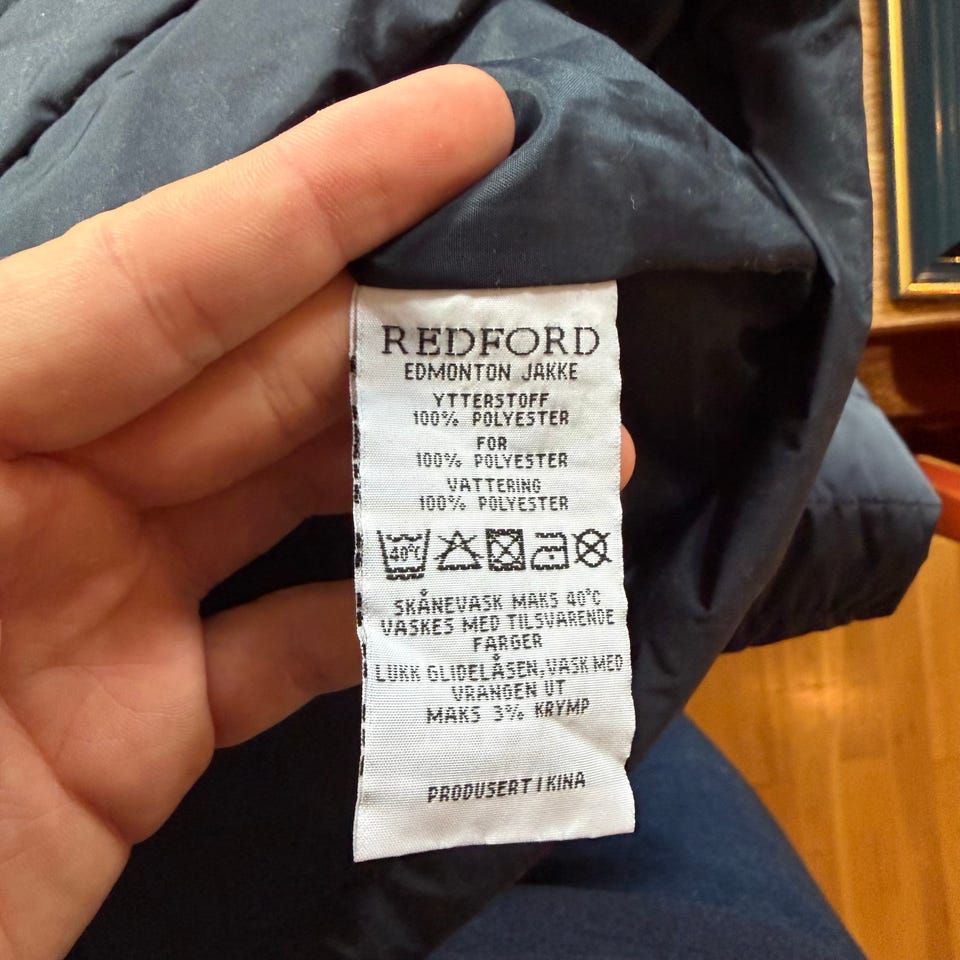 REDFORD
EDMONTON JAKKE
YTTERSTOFF
100% POLYESTER
FOR
100% POLYESTER
VATTERING
100% POLYESTER
40°C
SKÅNEVASK MAKS 40°C
VASKES MED TILSVARENDE
FARGER
LUKK GLIDELÅSEN, VASK MED
VRANGEN UT
MAKS 3% KRYMP
PRODUSERT I KINA